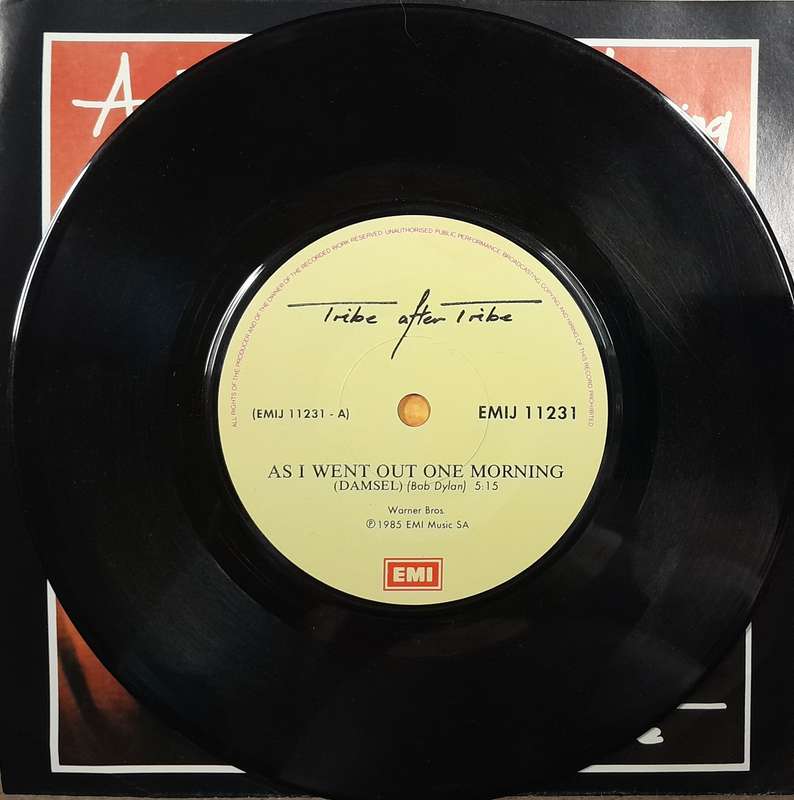 A
ing
ALL RIGHTS OF THE PRODUCER AND OF THE OWNER OF THE RECORDED WORK RESERVED. UNAUTHORISED PUBLIC PERFORMANCE, BROADCASTING, COPYING AND HIRING OF THIS RECORD PROHIBITED
Tribe after Tribe
(EMIJ 11231 - A)
EMIJ 11231
AS I WENT OUT ONE MORNING
(DAMSEL) (Bob Dylan) 5:15
Warner Bros.
℗ 1985 EMI Music SA
EMI